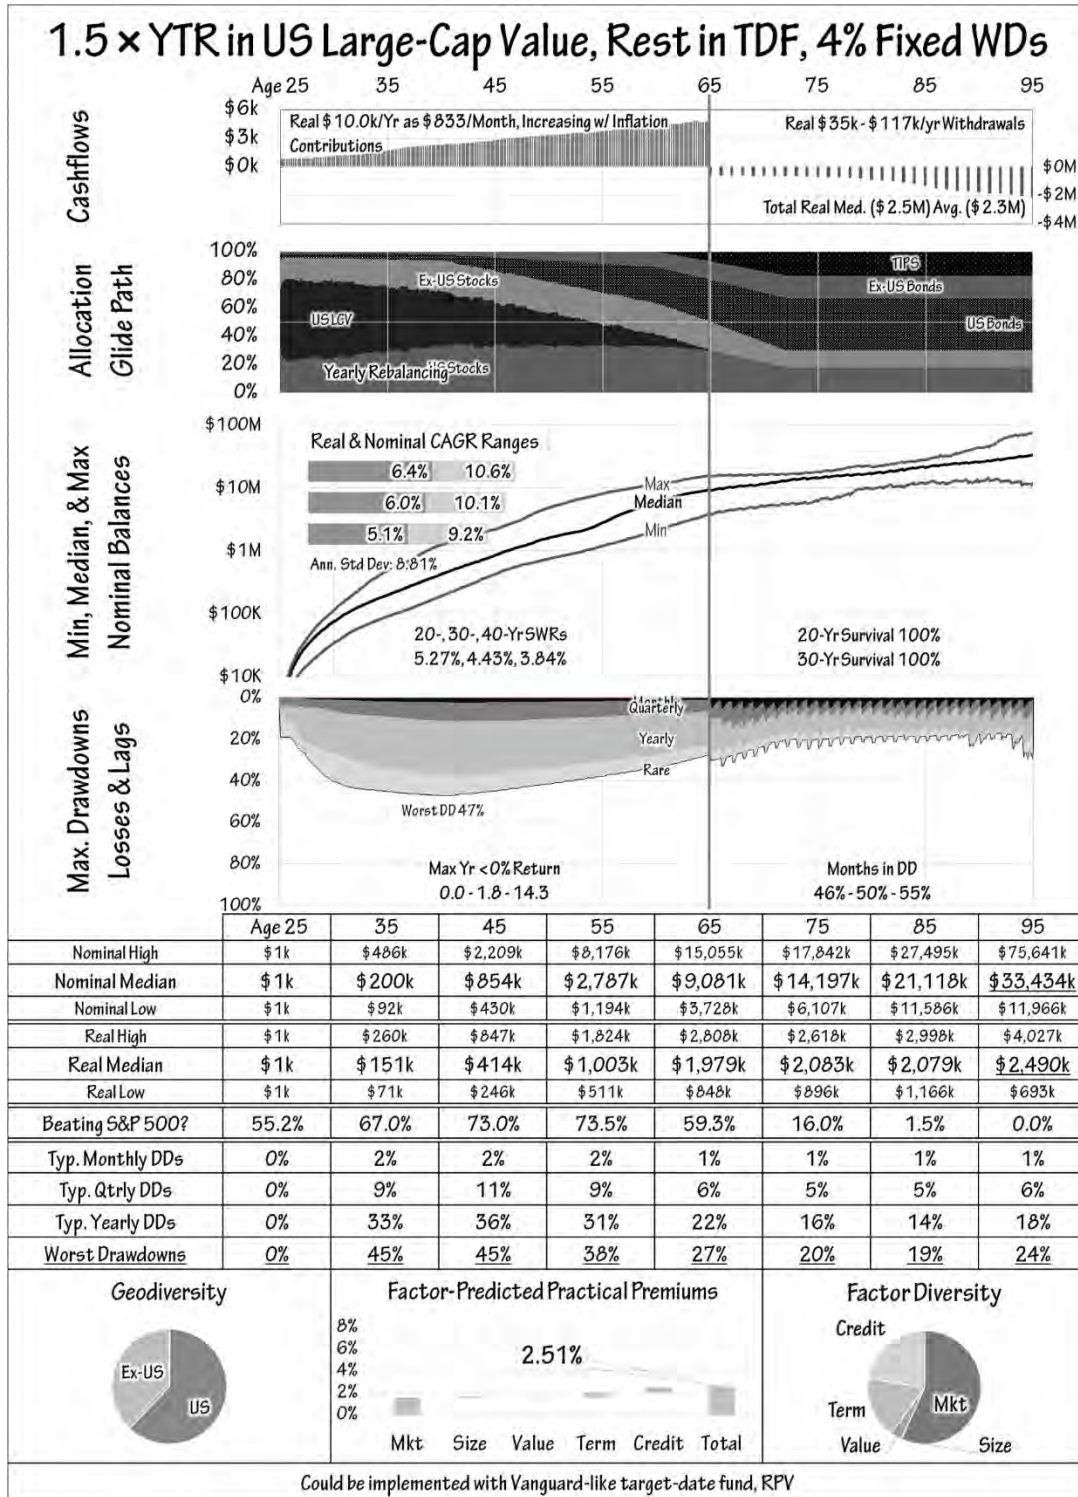 1.5 × YTR in US Large-Cap Value, Rest in TDF, 4% Fixed WDs
Age 25 35 45 55 65 75 85 95
Cashflows
$6k
$3k
$0k
Real $10.0k/Yr as $833/Month, Increasing w/ Inflation
Contributions
Real $35k - $117k/yr Withdrawals
$0M
-$2M
-$4M
Total Real Med. ($2.5M) Avg. ($2.3M)
Allocation
Glide Path
100%
80%
60%
40%
20%
0%
TIPS
Ex-US Bonds
US Bonds
Ex-US Stocks
US LCV
Yearly Rebalancing
Stocks
Min, Median, & Max
Nominal Balances
$100M
$10M
$1M
$100K
$10K
Real & Nominal CAGR Ranges
6.4% 10.6%
6.0% 10.1%
5.1% 9.2%
Ann. Std Dev: 8.81%
Max
Median
Min
20-, 30-, 40-Yr SWRs
5.27%, 4.43%, 3.84%
20-Yr Survival 100%
30-Yr Survival 100%
Max. Drawdowns
Losses & Lags
0%
20%
40%
60%
80%
100%
Monthly
Quarterly
Yearly
Rare
Worst DD 47%
Max Yr <0% Return
0.0 - 1.8 - 14.3
Months in DD
46% - 50% - 55%
Age 25 35 45 55 65 75 85 95
Nominal High $1k $486k $2,209k $8,176k $15,055k $17,842k $27,495k $75,641k
Nominal Median $1k $200k $854k $2,787k $9,081k $14,197k $21,118k $33,434k
Nominal Low $1k $92k $430k $1,194k $3,728k $6,107k $11,586k $11,966k
Real High $1k $260k $847k $1,824k $2,808k $2,618k $2,998k $4,027k
Real Median $1k $151k $414k $1,003k $1,979k $2,083k $2,079k $2,490k
Real Low $1k $71k $246k $511k $848k $896k $1,166k $693k
Beating S&P 500? 55.2% 67.0% 73.0% 73.5% 59.3% 16.0% 1.5% 0.0%
Typ. Monthly DDs 0% 2% 2% 2% 1% 1% 1% 1%
Typ. Qtrly DDs 0% 9% 11% 9% 6% 5% 5% 6%
Typ. Yearly DDs 0% 33% 36% 31% 22% 16% 14% 18%
Worst Drawdowns 0% 45% 45% 38% 27% 20% 19% 24%
Geodiversity
Ex-US
US
Factor-Predicted Practical Premiums
8%
6%
4%
2%
0%
2.51%
Mkt Size Value Term Credit Total
Factor Diversity
Credit
Term
Value
Mkt
Size
Could be implemented with Vanguard-like target-date fund, RPV